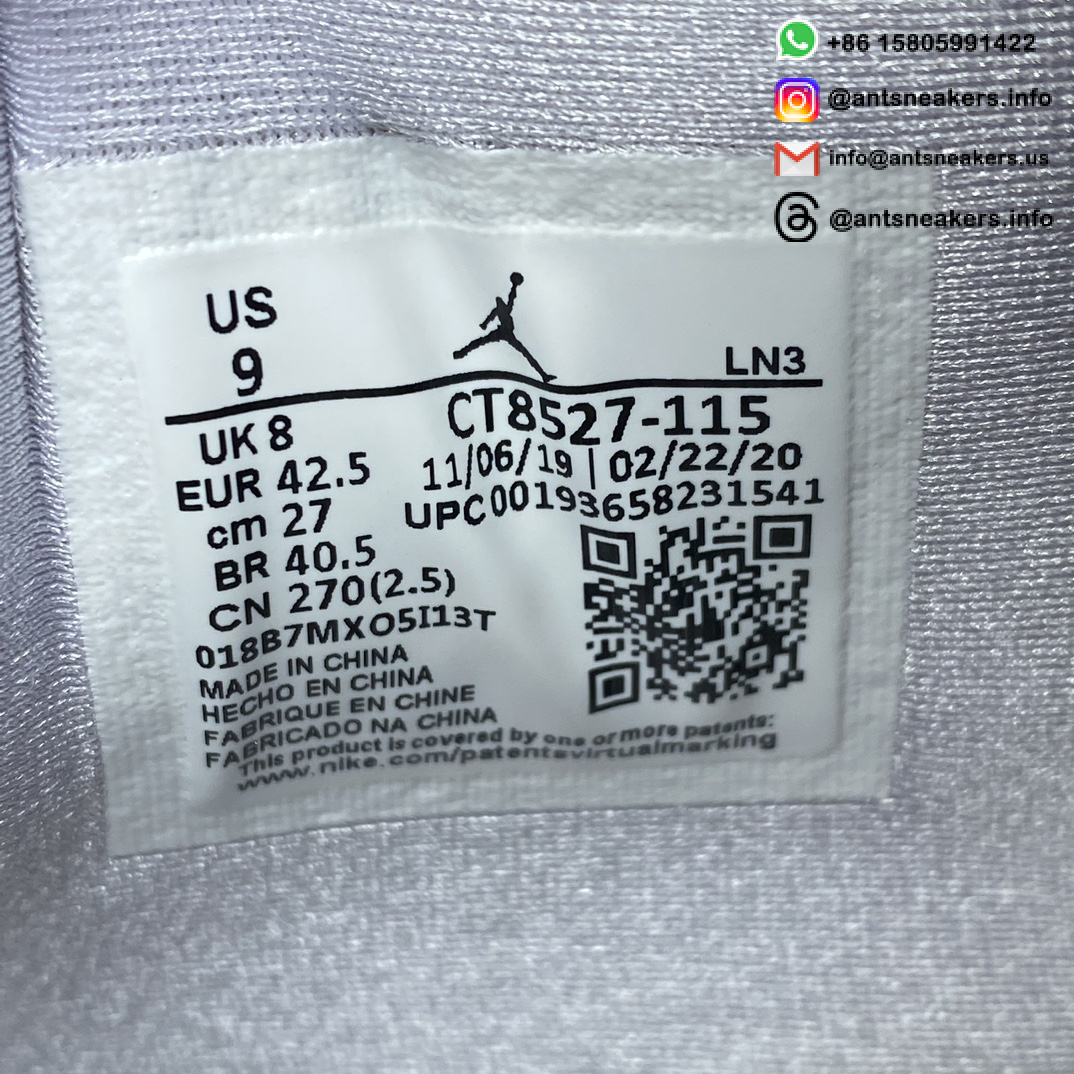 +86 15805991422
@antsneakers.info
info@antsneakers.us
@antsneakers.info
US
9
LN3
UK 8
EUR 42.5
cm 27
BR 40.5
CN 270(2.5)
CT8527-115
11/06/19 | 02/22/20
UPC00193658231541
018B7MXO5I13T
MADE IN CHINA
HECHO EN CHINA
FABRIQUE EN CHINE
FABRICADO NA CHINA
This product is covered by one or more patents:
www.nike.com/patentsvirtualmarking